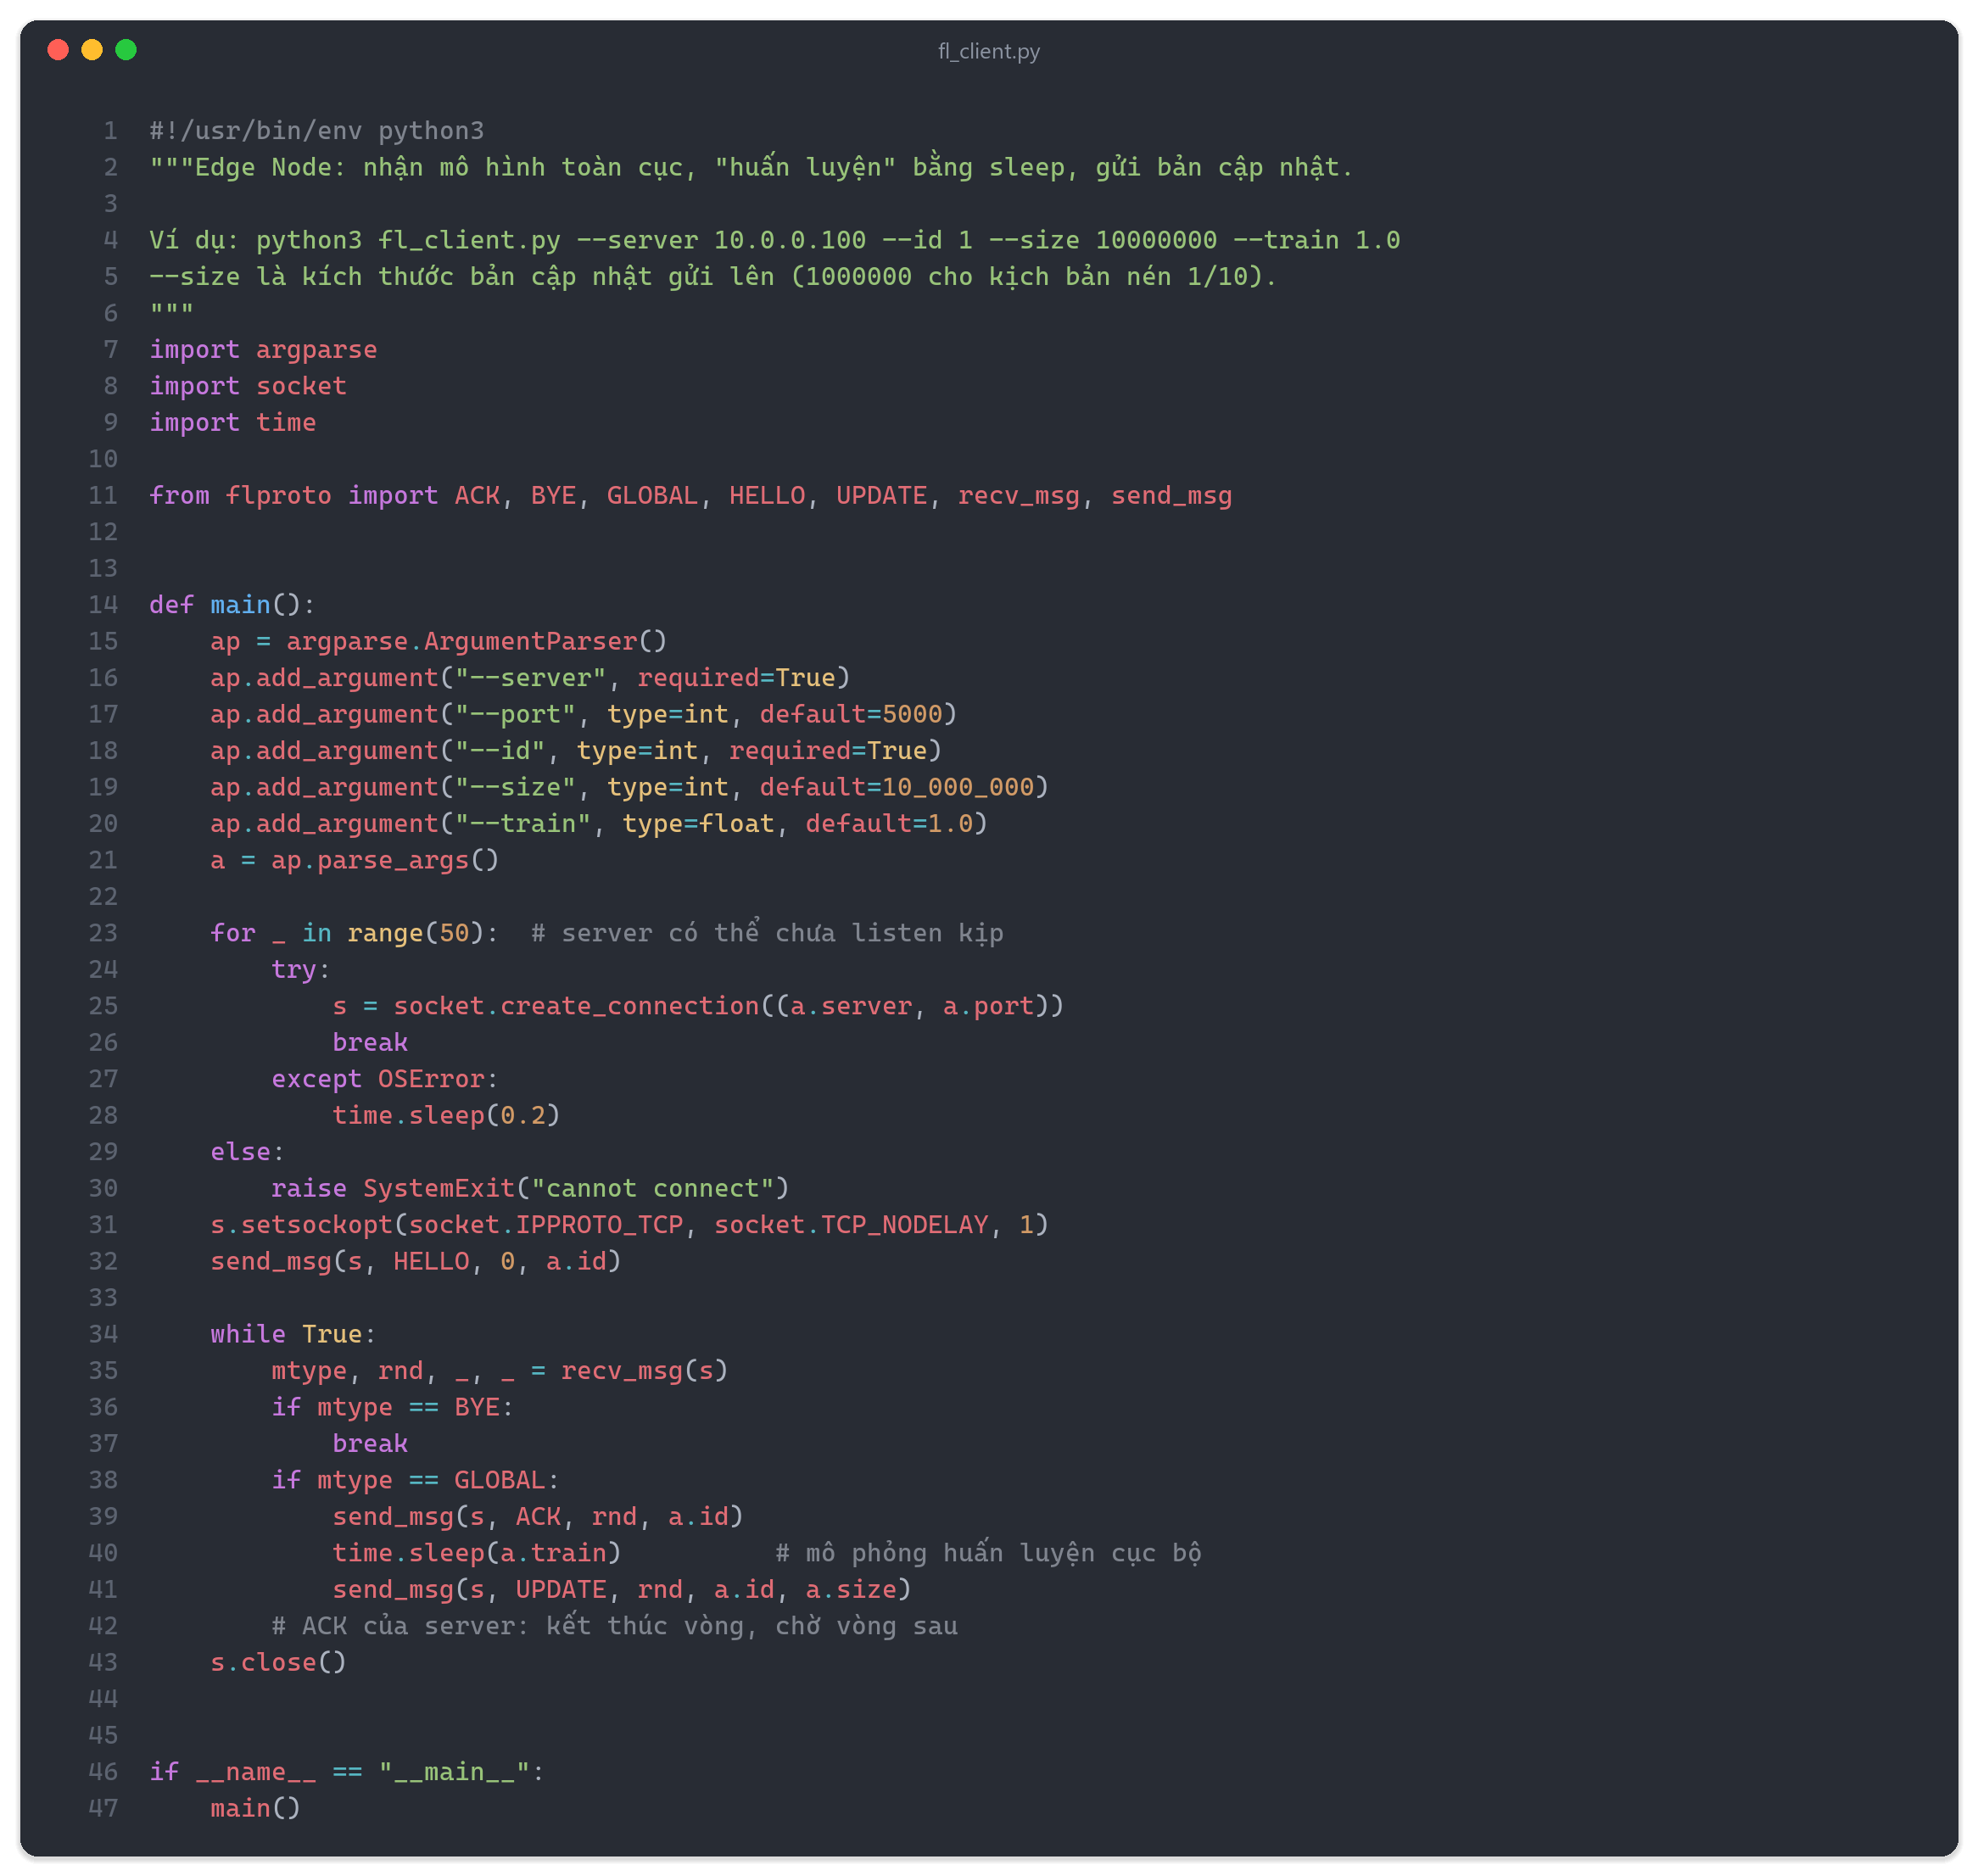 fl_client.py
1 #!/usr/bin/env python3
2 """Edge Node: nhận mô hình toàn cục, "huấn luyện" bằng sleep, gửi bản cập nhật.
3
4 Ví dụ: python3 fl_client.py --server 10.0.0.100 --id 1 --size 10000000 --train 1.0
5 --size là kích thước bản cập nhật gửi lên (1000000 cho kịch bản nén 1/10).
6 """
7 import argparse
8 import socket
9 import time
10
11 from flproto import ACK, BYE, GLOBAL, HELLO, UPDATE, recv_msg, send_msg
12
13
14 def main():
15     ap = argparse.ArgumentParser()
16     ap.add_argument("--server", required=True)
17     ap.add_argument("--port", type=int, default=5000)
18     ap.add_argument("--id", type=int, required=True)
19     ap.add_argument("--size", type=int, default=10_000_000)
20     ap.add_argument("--train", type=float, default=1.0)
21     a = ap.parse_args()
22
23     for _ in range(50):  # server có thể chưa listen kịp
24         try:
25             s = socket.create_connection((a.server, a.port))
26             break
27         except OSError:
28             time.sleep(0.2)
29     else:
30         raise SystemExit("cannot connect")
31     s.setsockopt(socket.IPPROTO_TCP, socket.TCP_NODELAY, 1)
32     send_msg(s, HELLO, 0, a.id)
33
34     while True:
35         mtype, rnd, _, _ = recv_msg(s)
36         if mtype == BYE:
37             break
38         if mtype == GLOBAL:
39             send_msg(s, ACK, rnd, a.id)
40             time.sleep(a.train)          # mô phỏng huấn luyện cục bộ
41             send_msg(s, UPDATE, rnd, a.id, a.size)
42         # ACK của server: kết thúc vòng, chờ vòng sau
43     s.close()
44
45
46 if __name__ == "__main__":
47     main()